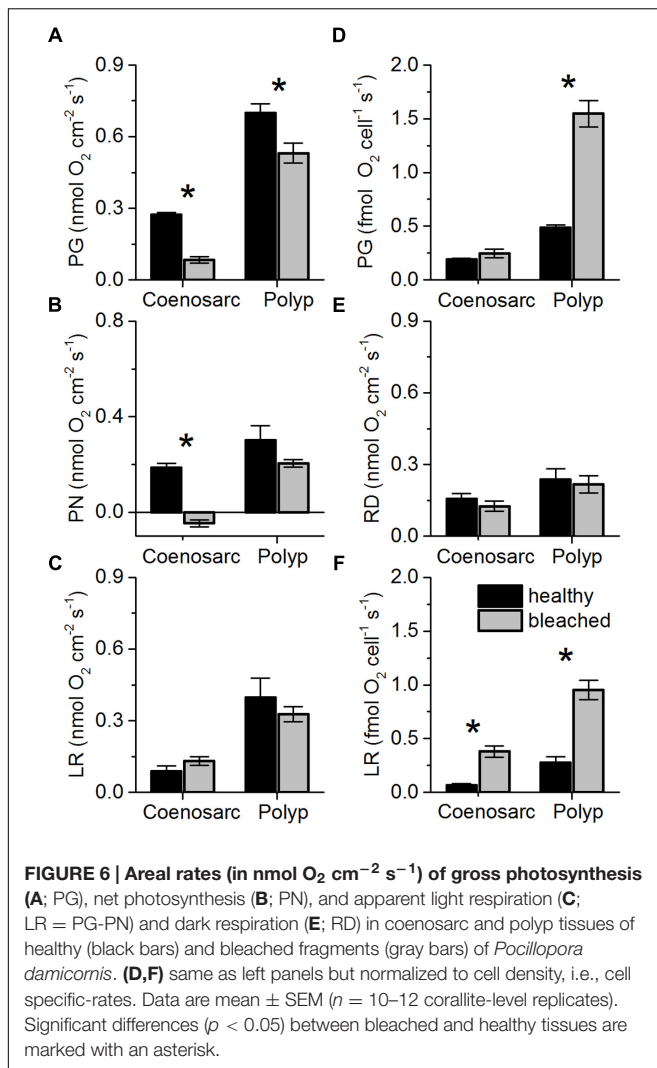 A
D
0.9
0.6
0.3
0.0
PG (nmol O₂ cm⁻² s⁻¹)
*
*
Coenosarc Polyp
2.0
1.5
1.0
0.5
0.0
PG (fmol O₂ cell⁻¹ s⁻¹)
*
Coenosarc Polyp
B
E
0.8
0.4
0.0
PN (nmol O₂ cm⁻² s⁻¹)
*
Coenosarc Polyp
0.9
0.6
0.3
0.0
RD (nmol O₂ cm⁻² s⁻¹)
Coenosarc Polyp
C
F
0.9
0.6
0.3
0.0
LR (nmol O₂ cm⁻² s⁻¹)
Coenosarc Polyp
2.0
1.5
1.0
0.5
0.0
LR (fmol O₂ cell⁻¹ s⁻¹)
healthy
bleached
*
*
Coenosarc Polyp
FIGURE 6 | Areal rates (in nmol O₂ cm⁻² s⁻¹) of gross photosynthesis
(A; PG), net photosynthesis (B; PN), and apparent light respiration (C;
LR = PG-PN) and dark respiration (E; RD) in coenosarc and polyp tissues of
healthy (black bars) and bleached fragments (gray bars) of Pocillopora
damicornis. (D,F) same as left panels but normalized to cell density, i.e., cell
specific-rates. Data are mean ± SEM (n = 10–12 corallite-level replicates).
Significant differences (p < 0.05) between bleached and healthy tissues are
marked with an asterisk.